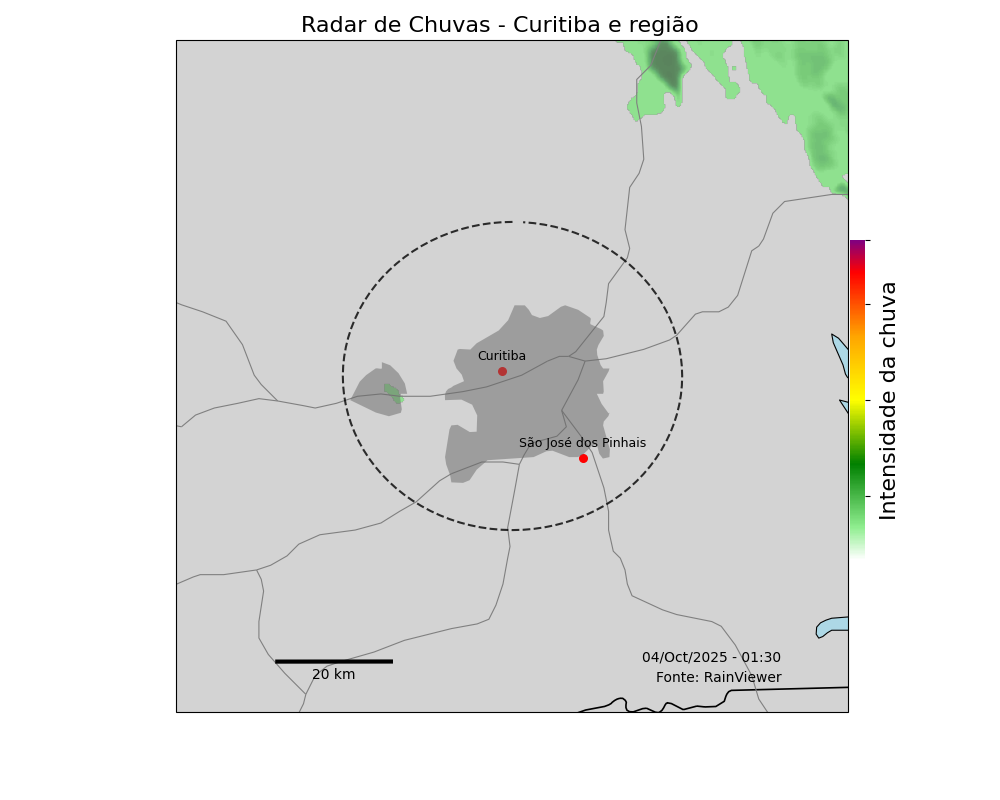 Radar de Chuvas - Curitiba e região
Curitiba
São José dos Pinhais
Intensidade da chuva
20 km
04/Oct/2025 - 01:30
Fonte: RainViewer